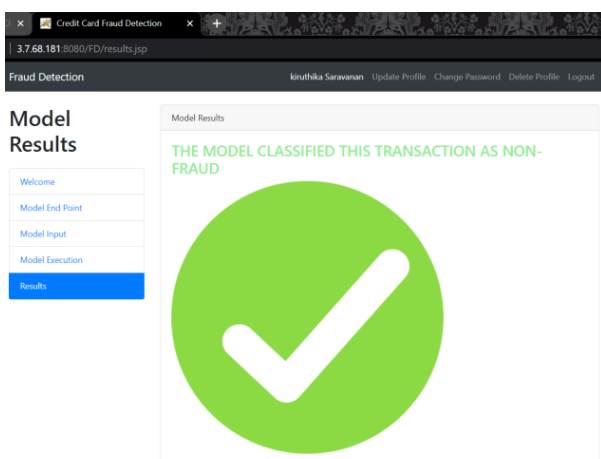 Credit Card Fraud Detection
3.7.68.181:8080/FD/results.jsp
Fraud Detection
kiruthika Saravanan Update Profile Change Password Delete Profile Logout
Model
Results
Welcome
Model End Point
Model Input
Model Execution
Results
Model Results
THE MODEL CLASSIFIED THIS TRANSACTION AS NON-
FRAUD